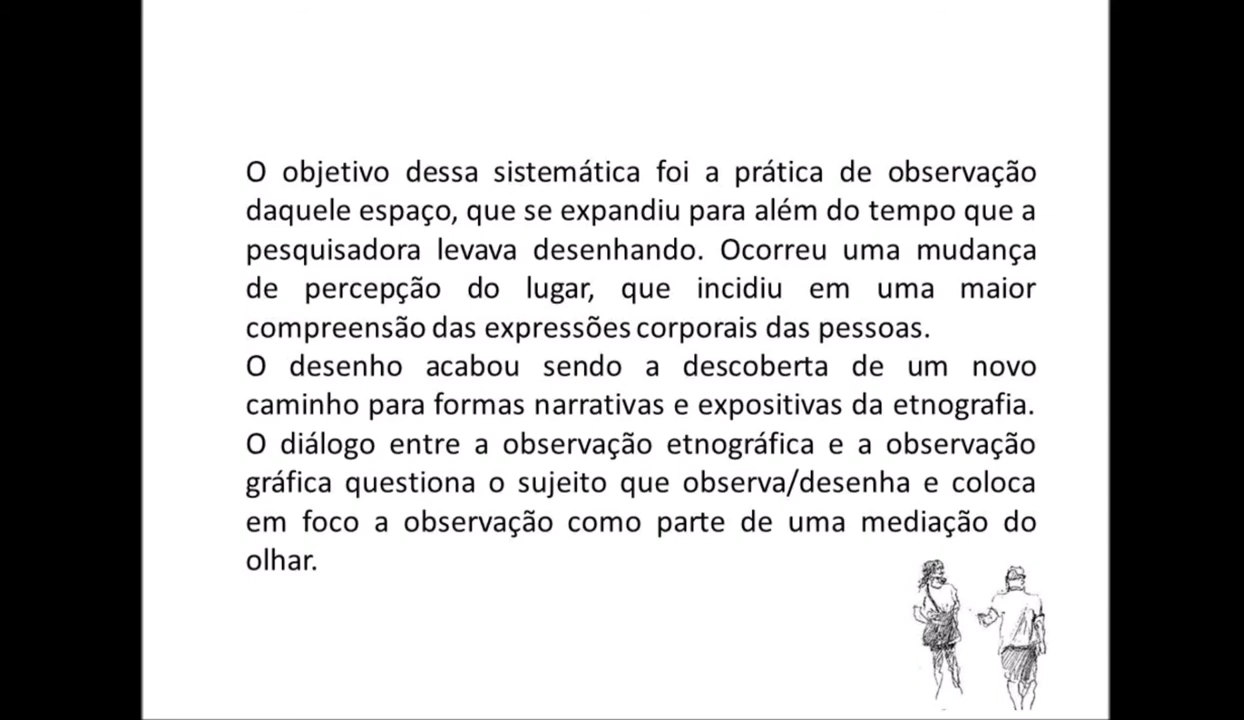 O objetivo dessa sistemática foi a prática de observação
daquele espaço, que se expandiu para além do tempo que a
pesquisadora levava desenhando. Ocorreu uma mudança
de percepção do lugar, que incidiu em uma maior
compreensão das expressões corporais das pessoas.
O desenho acabou sendo a descoberta de um novo
caminho para formas narrativas e expositivas da etnografia.
O diálogo entre a observação etnográfica e a observação
gráfica questiona o sujeito que observa/desenha e coloca
em foco a observação como parte de uma mediação do
olhar.